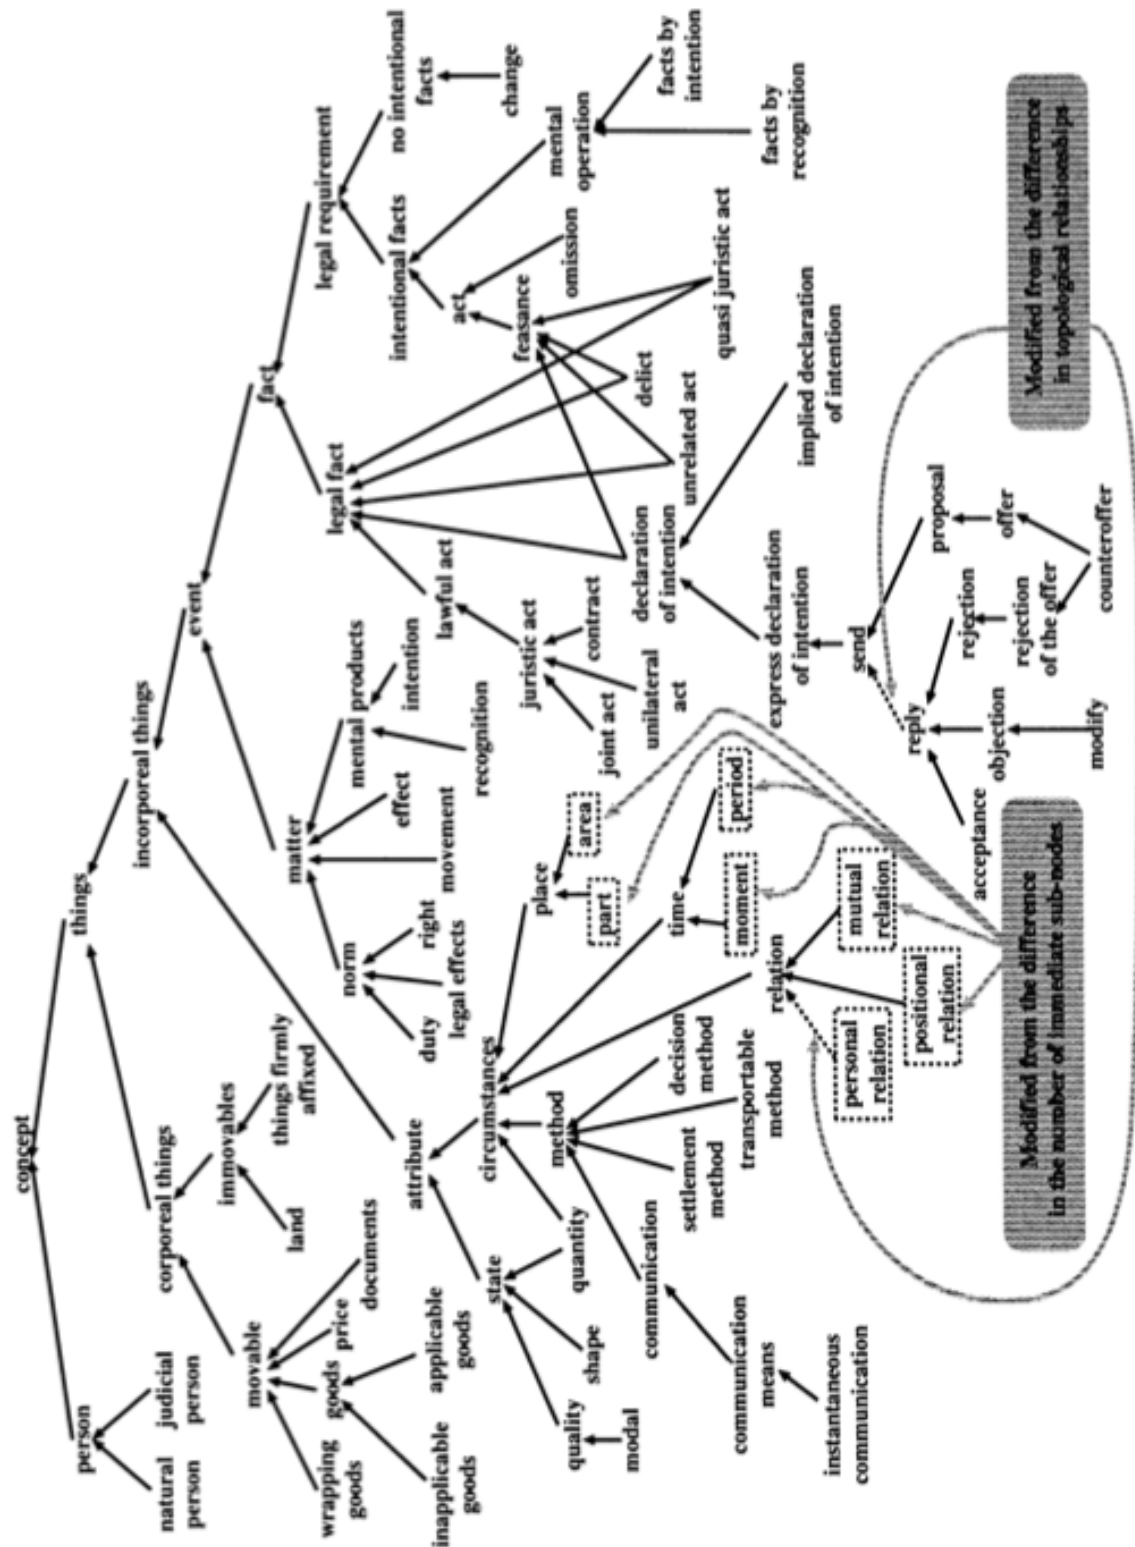 concept
person
things
natural
person
judicial
person
corporeal things
incorporeal things
movable
immovables
attribute
event
wrapping
goods
goods
price
documents
land
things firmly
affixed
inapplicable
goods
applicable
goods
matter
fact
norm
effect
mental products
duty
legal effects
right
movement
recognition
intention
legal fact
legal requirement
lawful act
intentional facts
no intentional
facts
change
state
circumstances
quality
shape
quantity
modal
method
place
part
area
juristic act
joint act
unilateral
act
contract
act
feasance
omission
mental
operation
facts by
intention
facts by
recognition
communication
settlement
method
transportable
method
decision
method
time
moment
period
declaration
of intention
unrelated act
delict
quasi juristic act
communication
means
instantaneous
communication
relation
personal
relation
positional
relation
mutual
relation
express declaration
of intention
implied declaration
of intention
send
reply
proposal
acceptance
objection
rejection
modify
rejection
of the offer
offer
counteroffer
Modified from the difference
in the number of immediate sub-nodes
Modified from the difference
in topological relationships